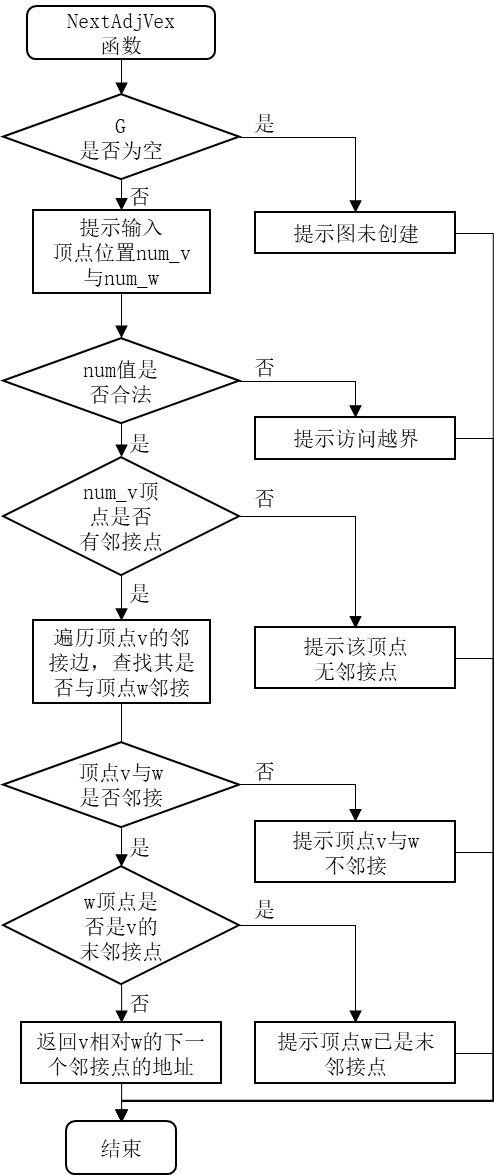 NextAdjVex
函数
G
是否为空
是
否
提示输入
顶点位置num_v
与num_w
提示图未创建
num值是
否合法
否
是
提示访问越界
num_v顶
点是否
有邻接点
否
是
遍历顶点v的邻
接边，查找其是
否与顶点w邻接
提示该顶点
无邻接点
顶点v与w
是否邻接
否
是
提示顶点v与w
不邻接
w顶点是
否是v的
末邻接点
是
否
返回v相对w的下一
个邻接点的地址
提示顶点w已是末
邻接点
结束